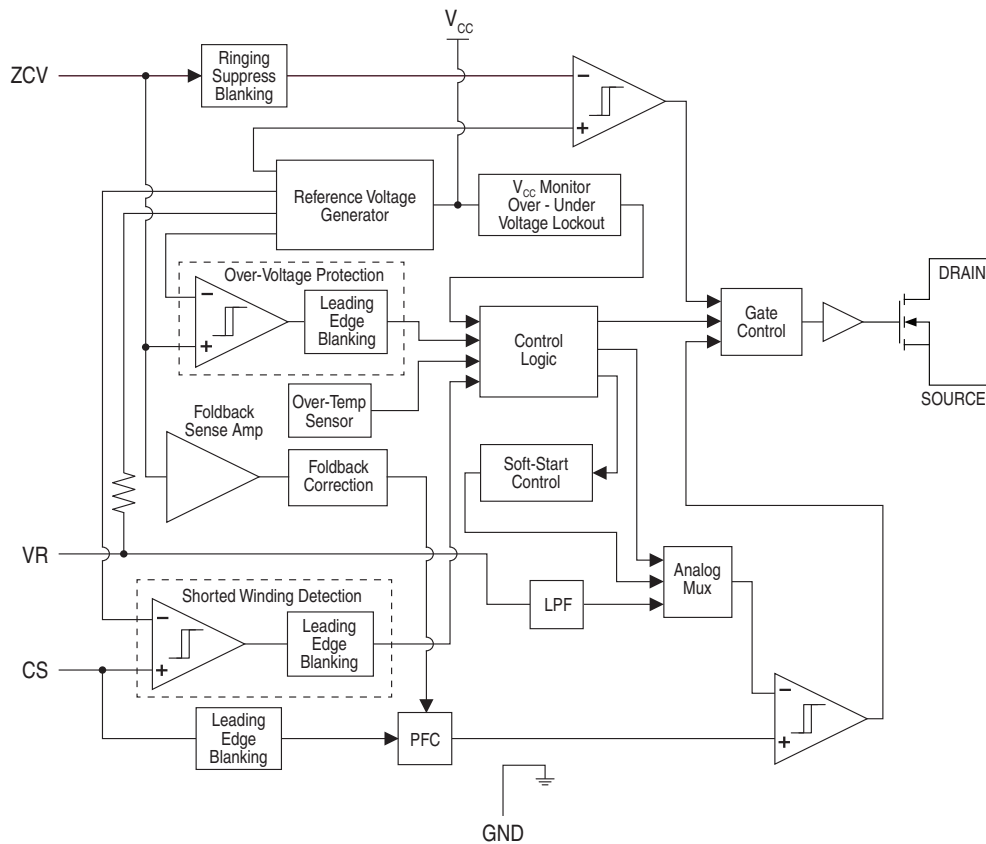 V_CC
ZCV
Ringing
Suppress
Blanking
−
+
Reference Voltage
Generator
V_CC Monitor
Over - Under
Voltage Lockout
Over-Voltage Protection
−
+
Leading
Edge
Blanking
Control
Logic
Gate
Control
DRAIN
SOURCE
Over-Temp
Sensor
Foldback
Sense Amp
Foldback
Correction
Soft-Start
Control
VR
Analog
Mux
LPF
Shorted Winding Detection
−
+
Leading
Edge
Blanking
CS
Leading
Edge
Blanking
PFC
−
+
GND